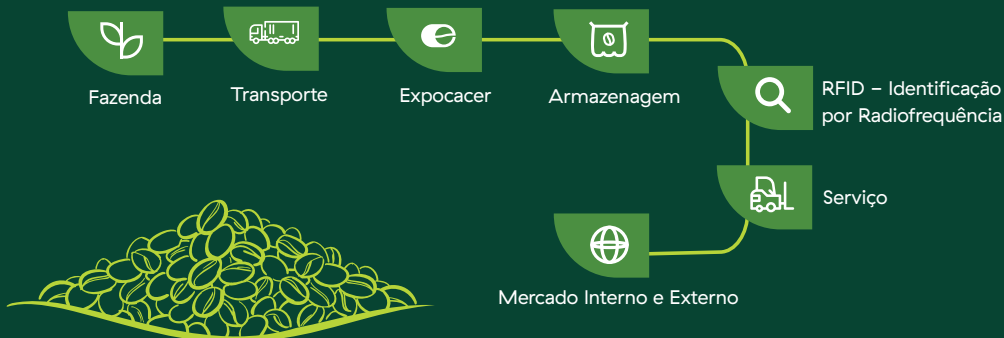 Fazenda
Transporte
Expocacer
Armazenagem
RFID – Identificação
por Radiofrequência
Serviço
Mercado Interno e Externo